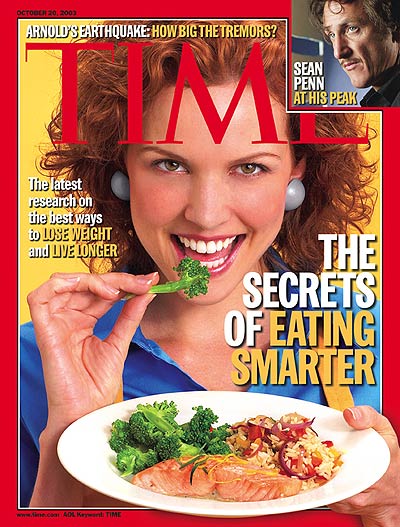 OCTOBER 20, 2003
ARNOLD'S EARTHQUAKE: HOW BIG THE TREMORS?
SEAN
PENN
AT HIS PEAK
TIME
The latest
research on
the best ways
to LOSE WEIGHT
and LIVE LONGER
THE
SECRETS
OF EATING
SMARTER
www.time.com AOL Keyword: TIME